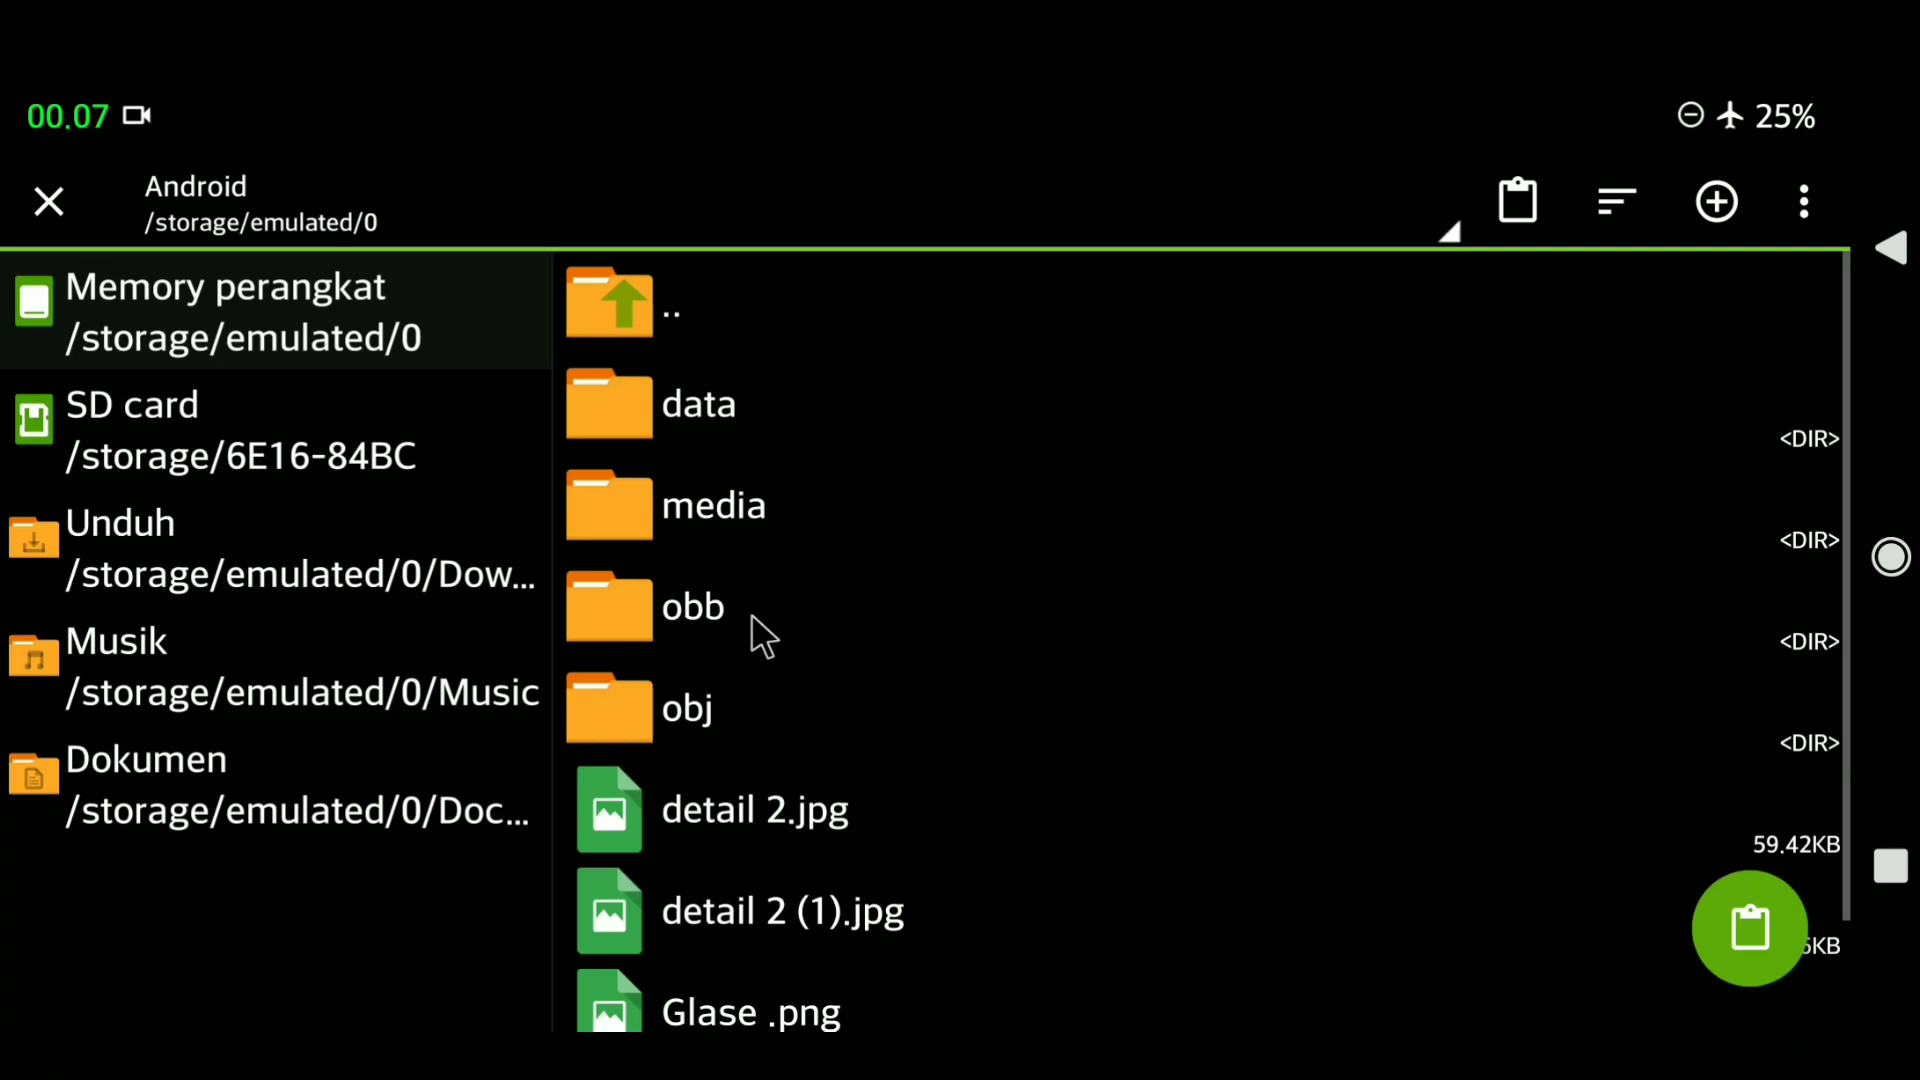 00.07
25%
Android
/storage/emulated/0
Memory perangkat
/storage/emulated/0
SD card
/storage/6E16-84BC
Unduh
/storage/emulated/0/Dow...
Musik
/storage/emulated/0/Music
Dokumen
/storage/emulated/0/Doc...
..
data
<DIR>
media
<DIR>
obb
<DIR>
obj
<DIR>
detail 2.jpg
59.42KB
detail 2 (1).jpg
Glase .png